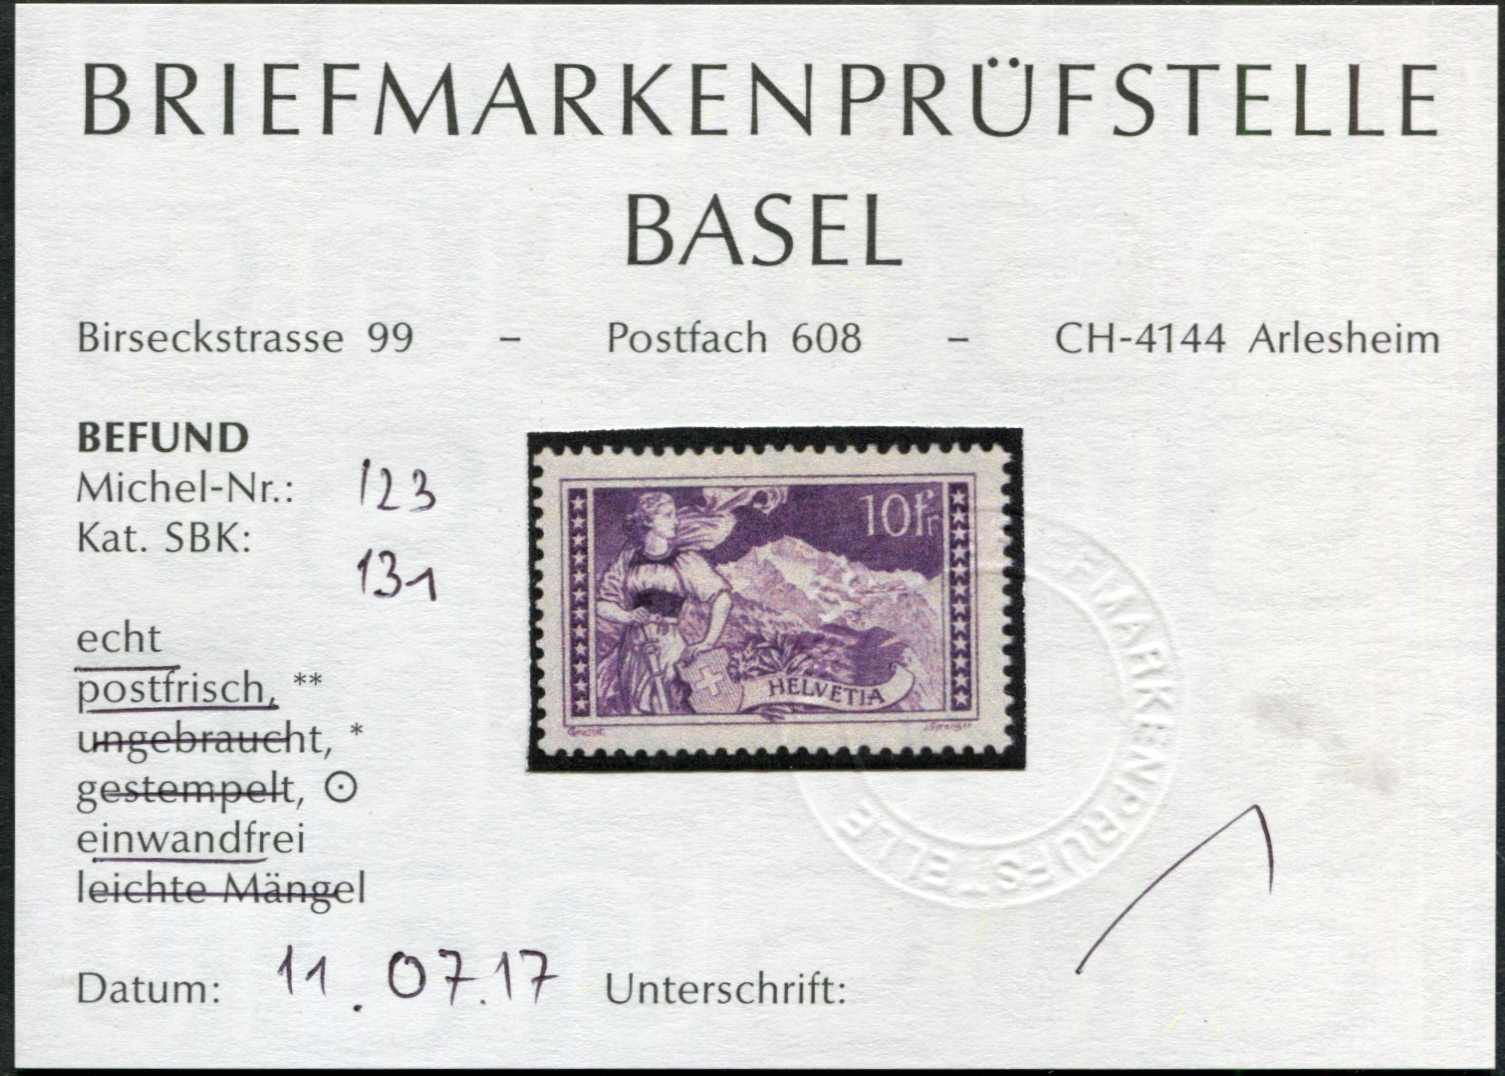 BRIEFMARKENPRÜFSTELLE
BASEL
Birseckstrasse 99 – Postfach 608 – CH-4144 Arlesheim
BEFUND
Michel-Nr.: 123
Kat. SBK: 131
echt
postfrisch, **
ungebraucht, *
gestempelt, ⊙
einwandfrei
leichte Mängel
10 Fr
HELVETIA
BRIEFMARKENPRÜFSTELLE
Datum: 11.07.17 Unterschrift: